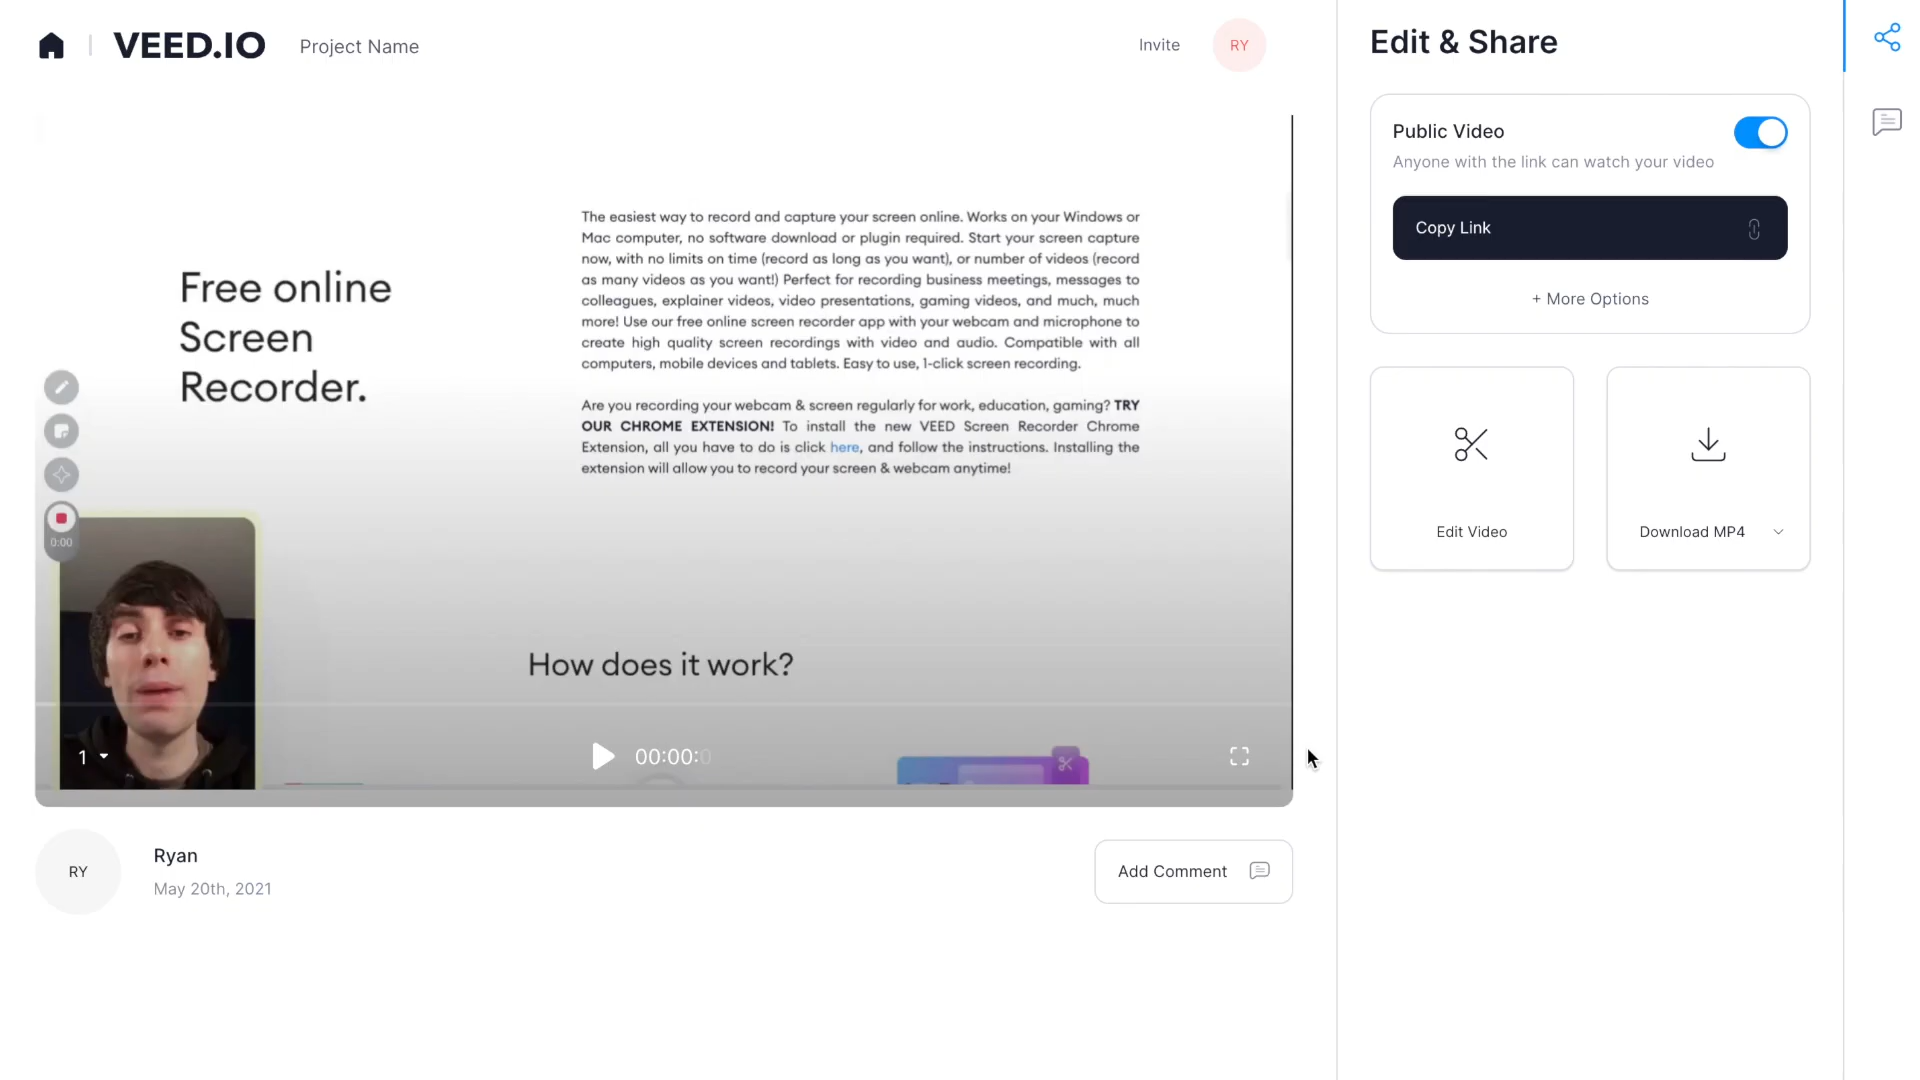 VEED.IO
Project Name
Invite
RY
Free online
Screen
Recorder.
The easiest way to record and capture your screen online. Works on your Windows or
Mac computer, no software download or plugin required. Start your screen capture
now, with no limits on time (record as long as you want), or number of videos (record
as many videos as you want!) Perfect for recording business meetings, messages to
colleagues, explainer videos, video presentations, gaming videos, and much, much
more! Use our free online screen recorder app with your webcam and microphone to
create high quality screen recordings with video and audio. Compatible with all
computers, mobile devices and tablets. Easy to use, 1-click screen recording.
Are you recording your webcam & screen regularly for work, education, gaming? TRY
OUR CHROME EXTENSION! To install the new VEED Screen Recorder Chrome
Extension, all you have to do is click here, and follow the instructions. Installing the
extension will allow you to record your screen & webcam anytime!
0:00
How does it work?
1
00:00:0
RY
Ryan
May 20th, 2021
Add Comment
Edit & Share
Public Video
Anyone with the link can watch your video
Copy Link
+ More Options
Edit Video
Download MP4